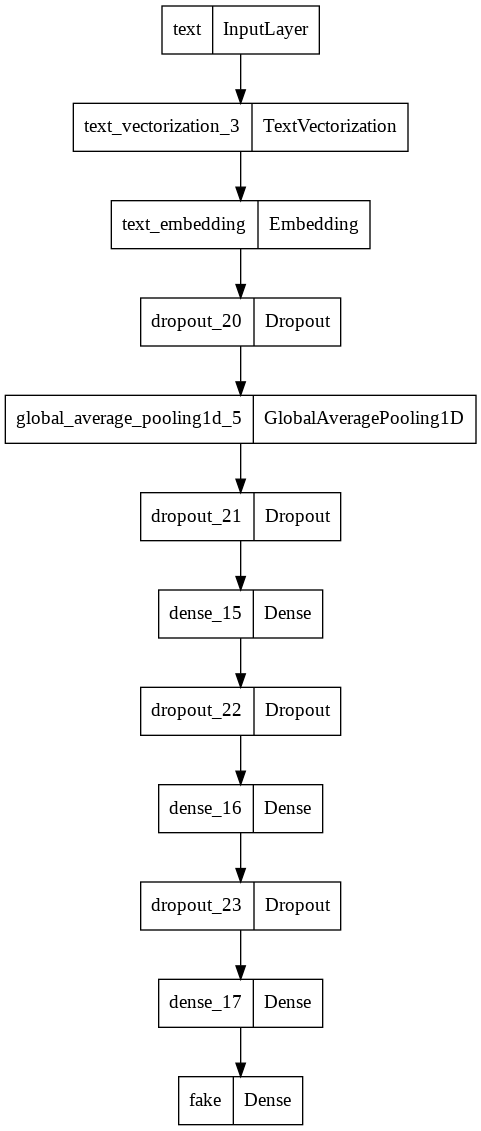 text InputLayer
text_vectorization_3 TextVectorization
text_embedding Embedding
dropout_20 Dropout
global_average_pooling1d_5 GlobalAveragePooling1D
dropout_21 Dropout
dense_15 Dense
dropout_22 Dropout
dense_16 Dense
dropout_23 Dropout
dense_17 Dense
fake Dense